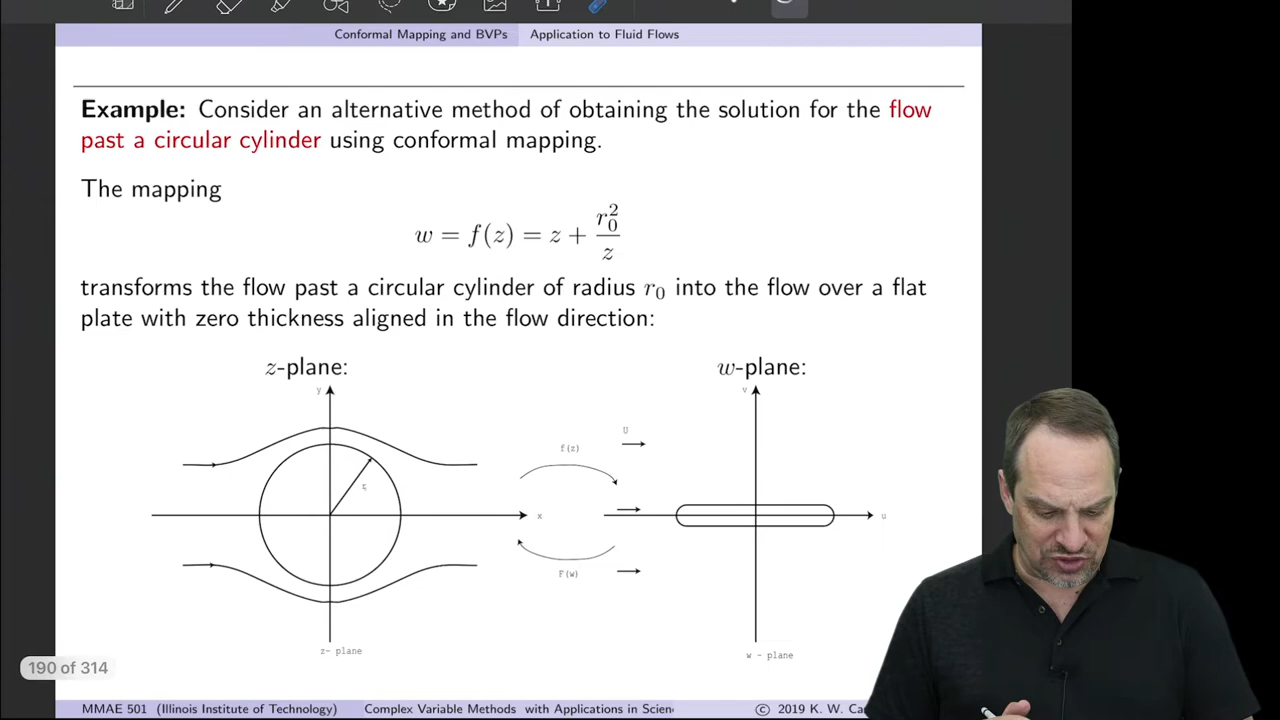 Conformal Mapping and BVPs Application to Fluid Flows
Example: Consider an alternative method of obtaining the solution for the flow
past a circular cylinder using conformal mapping.
The mapping
w = f(z) = z + r₀²/z
transforms the flow past a circular cylinder of radius r₀ into the flow over a flat
plate with zero thickness aligned in the flow direction:
z-plane: w-plane:
y v
U
f(z)
x u
F(w)
z- plane w - plane
190 of 314
MMAE 501 (Illinois Institute of Technology) Complex Variable Methods with Applications in Scien © 2019 K. W.